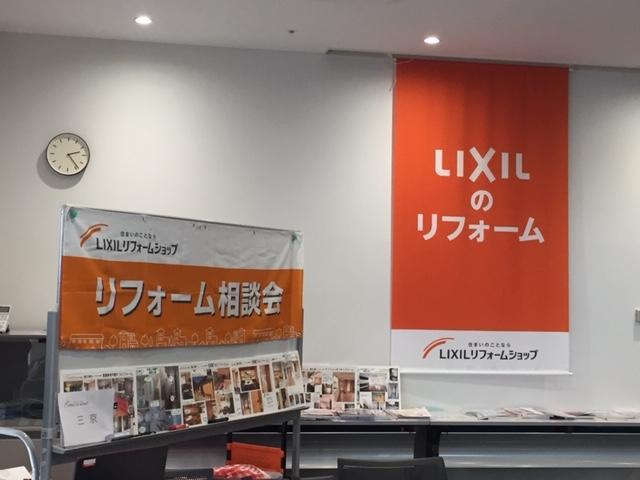 LIXIL
の
リフォーム
住まいのことなら
LIXILリフォームショップ
住まいのことなら
LIXILリフォームショップ
リフォーム相談会
三京